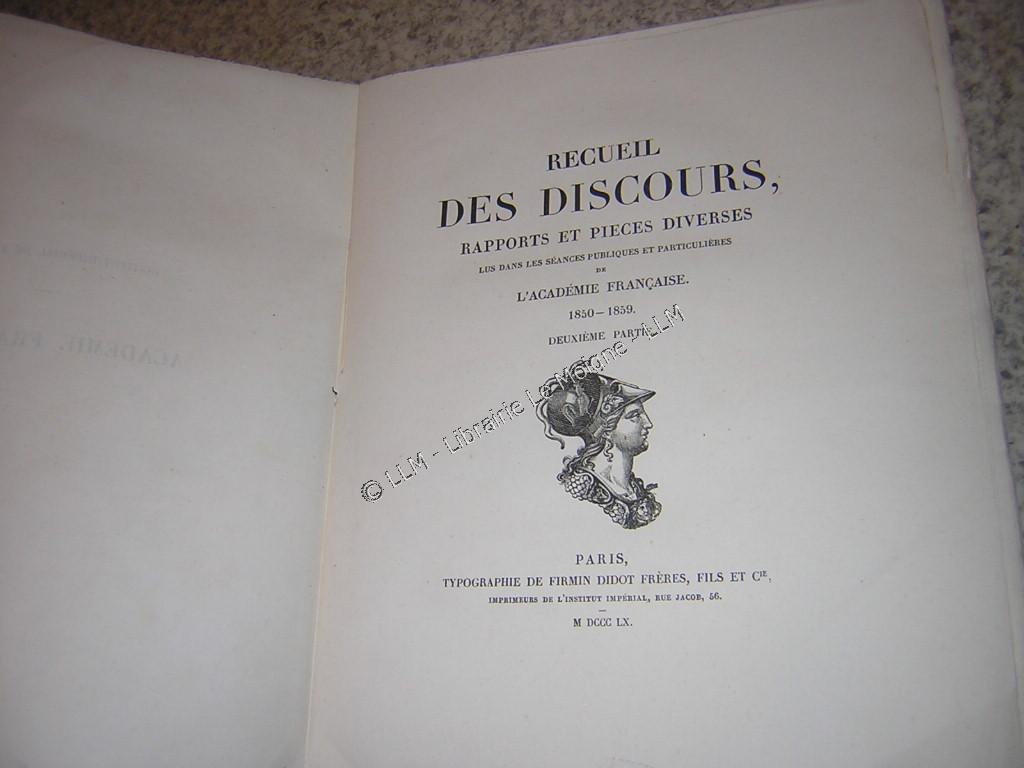 RECUEIL
DES DISCOURS,
RAPPORTS ET PIECES DIVERSES
LUS DANS LES SÉANCES PUBLIQUES ET PARTICULIÈRES
DE
L'ACADÉMIE FRANÇAISE.
1850–1859.
DEUXIÈME PARTIE
© LLM - Librairie Le Moigne - LLM
PARIS,
TYPOGRAPHIE DE FIRMIN DIDOT FRÈRES, FILS ET CIE,
IMPRIMEURS DE L'INSTITUT IMPÉRIAL, RUE JACOB, 56.
M DCCC LX.